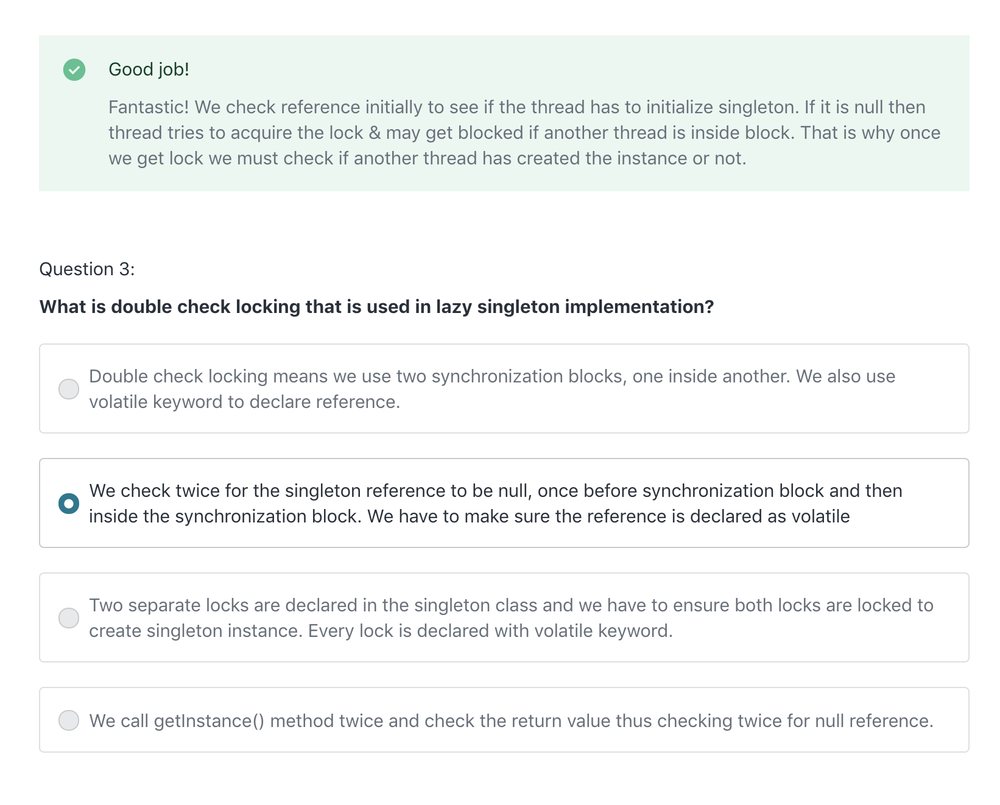 Good job!
Fantastic! We check reference initially to see if the thread has to initialize singleton. If it is null then
thread tries to acquire the lock & may get blocked if another thread is inside block. That is why once
we get lock we must check if another thread has created the instance or not.
Question 3:
What is double check locking that is used in lazy singleton implementation?
Double check locking means we use two synchronization blocks, one inside another. We also use
volatile keyword to declare reference.
We check twice for the singleton reference to be null, once before synchronization block and then
inside the synchronization block. We have to make sure the reference is declared as volatile
Two separate locks are declared in the singleton class and we have to ensure both locks are locked to
create singleton instance. Every lock is declared with volatile keyword.
We call getInstance() method twice and check the return value thus checking twice for null reference.